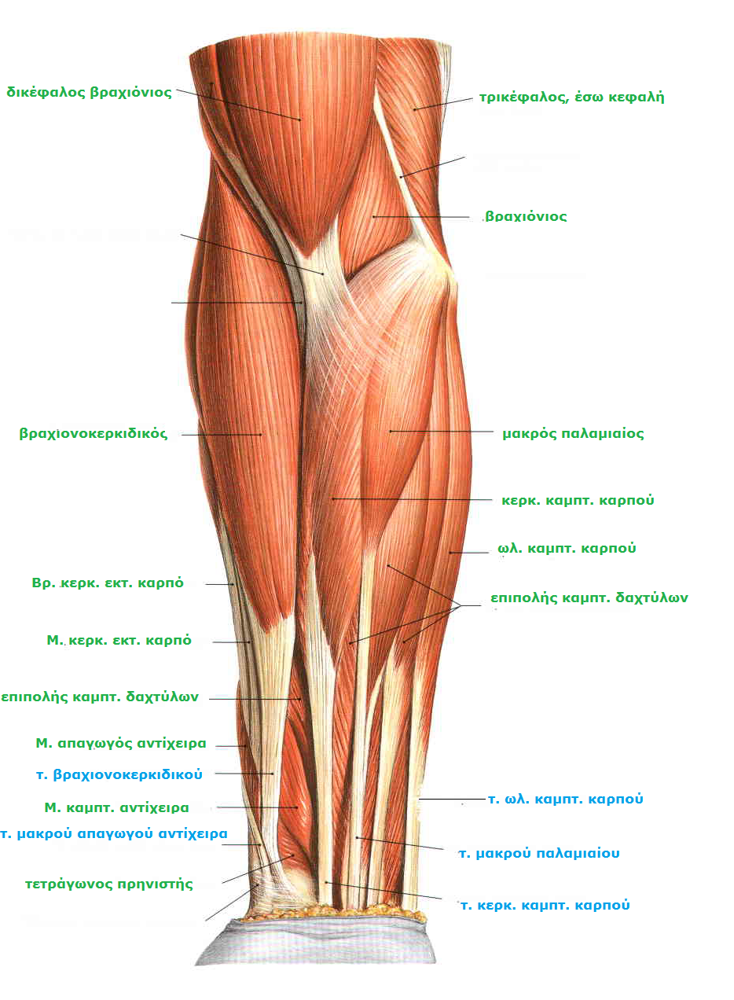 δικέφαλος βραχιόνιος
τρικέφαλος, έσω κεφαλή
βραχιόνιος
βραχιονοκερκιδικός
μακρός παλαμιαίος
κερκ. καμπτ. καρπού
ωλ. καμπτ. καρπού
Βρ. κερκ. εκτ. καρπό
επιπολής καμπτ. δαχτύλων
Μ. κερκ. εκτ. καρπό
επιπολής καμπτ. δαχτύλων
Μ. απαγωγός αντίχειρα
τ. βραχιονοκερκιδικού
Μ. καμπτ. αντίχειρα
τ. ωλ. καμπτ. καρπού
τ. μακρού απαγωγού αντίχειρα
τ. μακρού παλαμιαίου
τετράγωνος πρηνιστής
τ. κερκ. καμπτ. καρπού